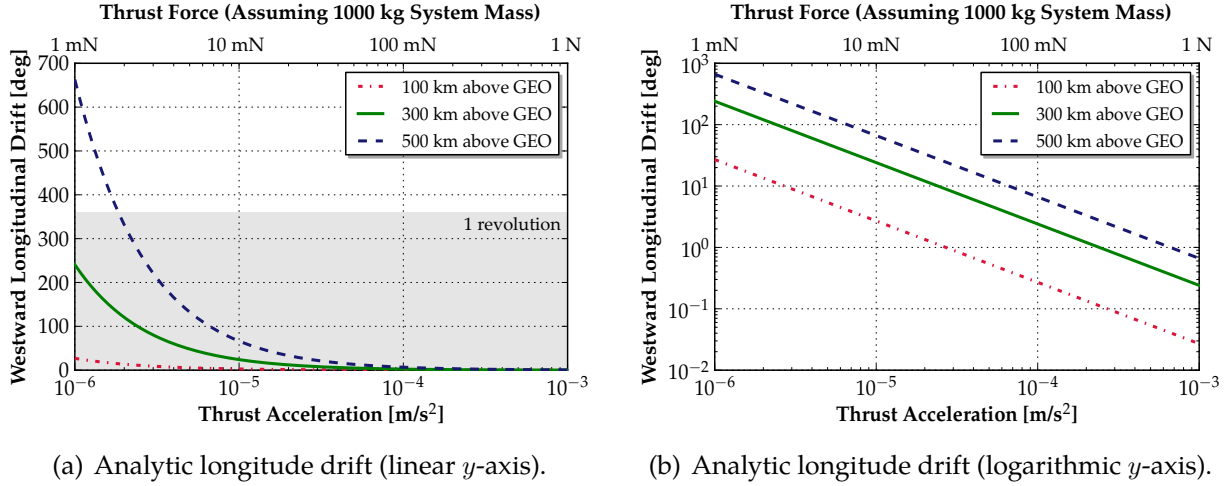 Thrust Force (Assuming 1000 kg System Mass)
1 mN 10 mN 100 mN 1 N
Westward Longitudinal Drift [deg]
700
600
500
400
300
200
100
0
100 km above GEO
300 km above GEO
500 km above GEO
1 revolution
10⁻⁶ 10⁻⁵ 10⁻⁴ 10⁻³
Thrust Acceleration [m/s²]
(a) Analytic longitude drift (linear y-axis).
Thrust Force (Assuming 1000 kg System Mass)
1 mN 10 mN 100 mN 1 N
Westward Longitudinal Drift [deg]
10³
10²
10¹
10⁰
10⁻¹
10⁻²
100 km above GEO
300 km above GEO
500 km above GEO
10⁻⁶ 10⁻⁵ 10⁻⁴ 10⁻³
Thrust Acceleration [m/s²]
(b) Analytic longitude drift (logarithmic y-axis).